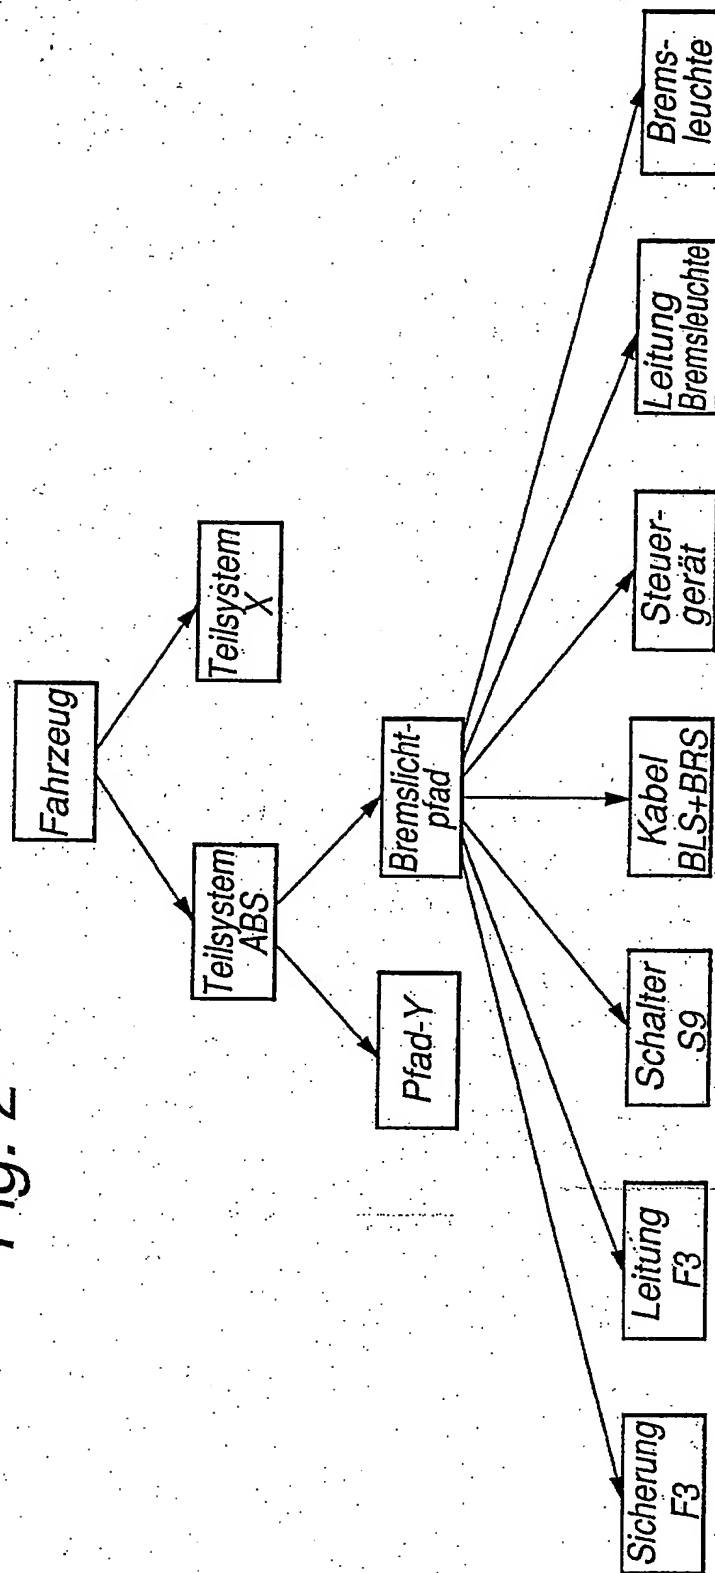 Fig. 2
Fahrzeug
Teilsystem
ABS
Teilsystem
X
Pfad-Y
Bremslicht-
pfad
Sicherung
F3
Leitung
F3
Schalter
S9
Kabel
BLS+BRS
Steuer-
gerät
Leitung
Bremsleuchte
Brems-
leuchte